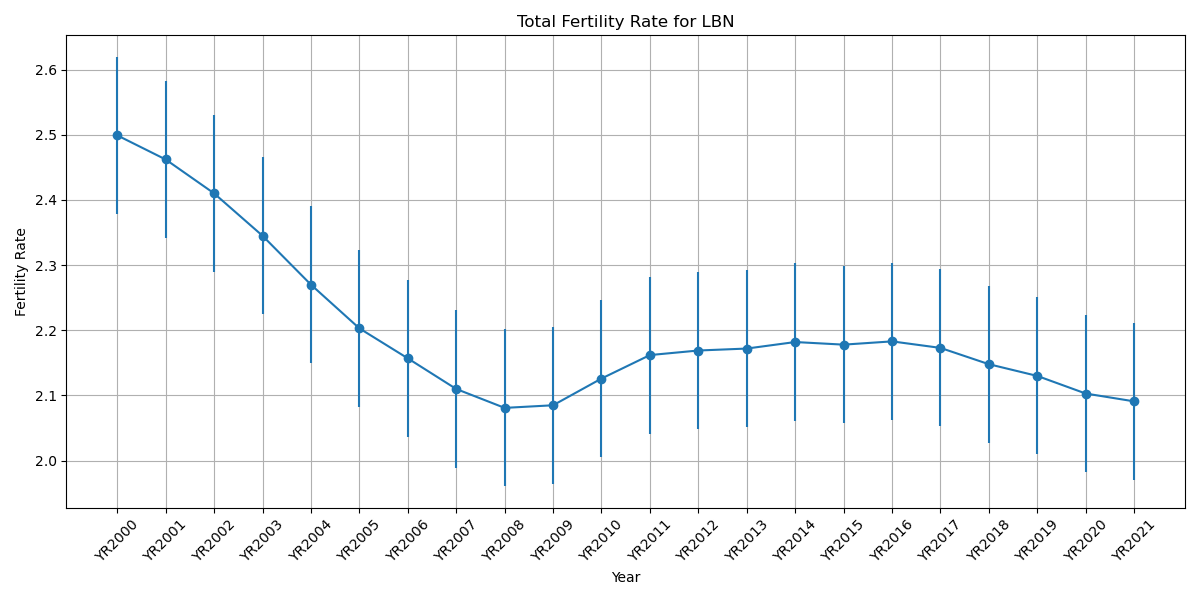 Total Fertility Rate for LBN
Fertility Rate
2.6
2.5
2.4
2.3
2.2
2.1
2.0
YR2000
YR2001
YR2002
YR2003
YR2004
YR2005
YR2006
YR2007
YR2008
YR2009
YR2010
YR2011
YR2012
YR2013
YR2014
YR2015
YR2016
YR2017
YR2018
YR2019
YR2020
YR2021
Year